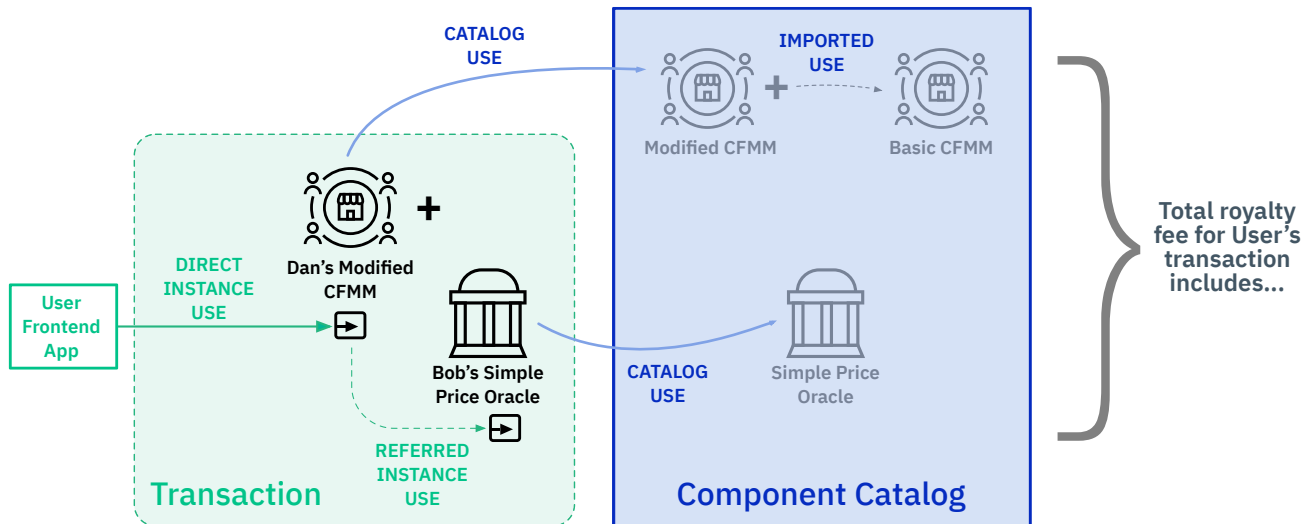 CATALOG
USE
IMPORTED
USE
Modified CFMM
Basic CFMM
Dan's Modified
CFMM
DIRECT
INSTANCE
USE
User
Frontend
App
Bob's Simple
Price Oracle
CATALOG
USE
Simple Price
Oracle
REFERRED
INSTANCE
USE
Transaction
Component Catalog
Total royalty
fee for User's
transaction
includes...